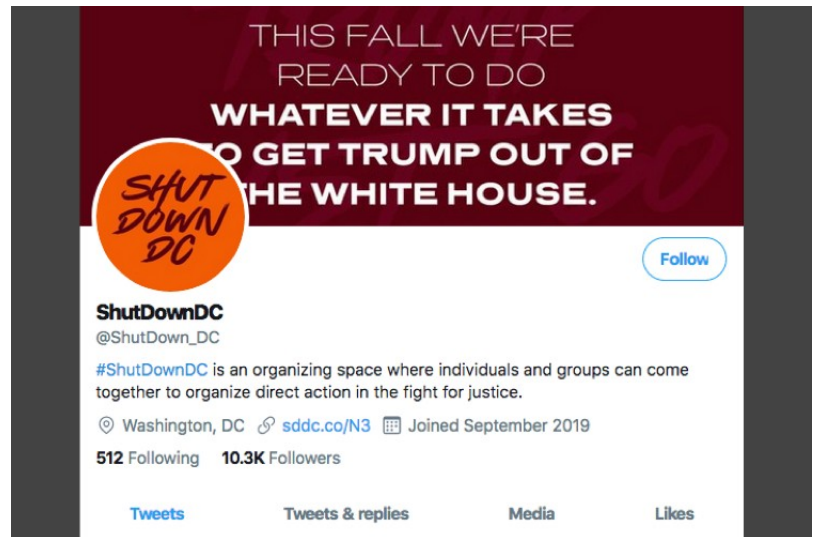 THIS FALL WE'RE
READY TO DO
WHATEVER IT TAKES
TO GET TRUMP OUT OF
THE WHITE HOUSE.
SHUT
DOWN
DC
Follow
ShutDownDC
@ShutDown_DC
#ShutDownDC is an organizing space where individuals and groups can come
together to organize direct action in the fight for justice.
Washington, DC sddc.co/N3 Joined September 2019
512 Following 10.3K Followers
Tweets Tweets & replies Media Likes